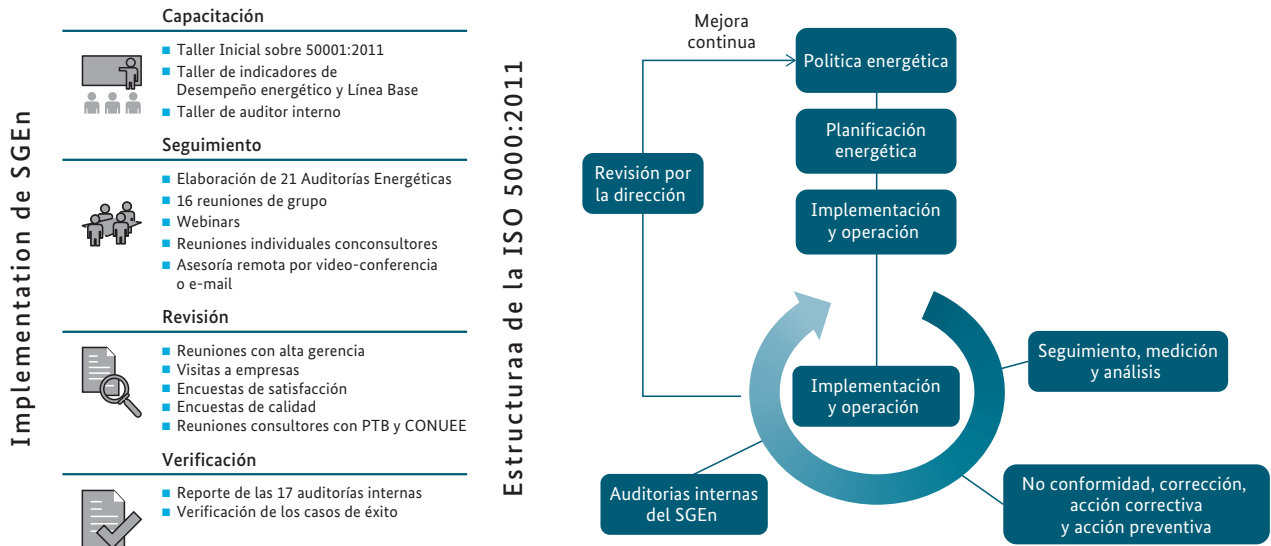 Implementation de SGEn
Capacitación
Taller Inicial sobre 50001:2011
Taller de indicadores de
Desempeño energético y Línea Base
Taller de auditor interno
Seguimiento
Elaboración de 21 Auditorías Energéticas
16 reuniones de grupo
Webinars
Reuniones individuales conconsultores
Asesoría remota por video-conferencia
o e-mail
Revisión
Reuniones con alta gerencia
Visitas a empresas
Encuestas de satisfacción
Encuestas de calidad
Reuniones consultores con PTB y CONUEE
Verificación
Reporte de las 17 auditorías internas
Verificación de los casos de éxito
Estructuraa de la ISO 5000:2011
Mejora
continua
Politica energética
Planificación
energética
Revisión por
la dirección
Implementación
y operación
Seguimiento, medición
y análisis
Implementación
y operación
Auditorias internas
del SGEn
No conformidad, corrección,
acción correctiva
y acción preventiva